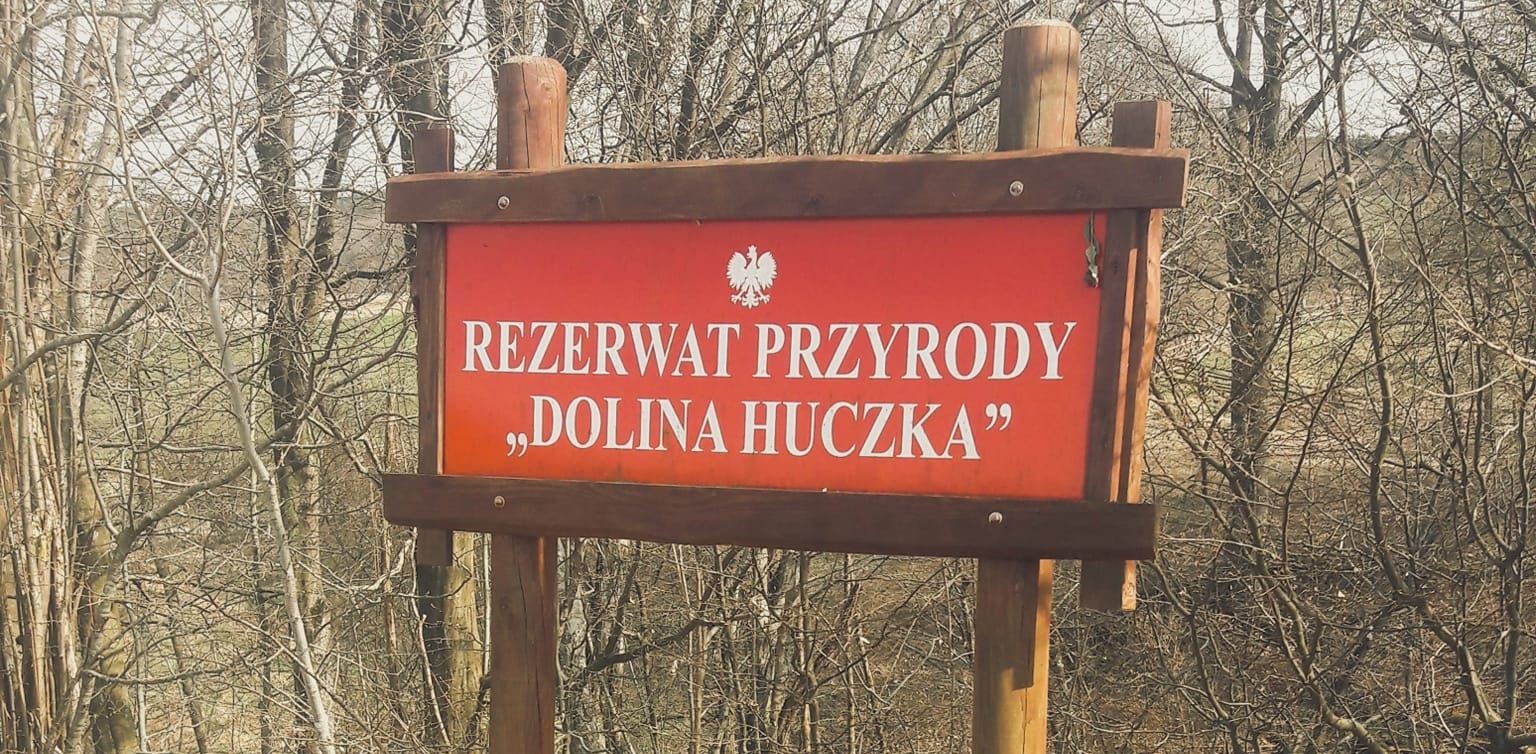 REZERWAT PRZYRODY
„DOLINA HUCZKA”